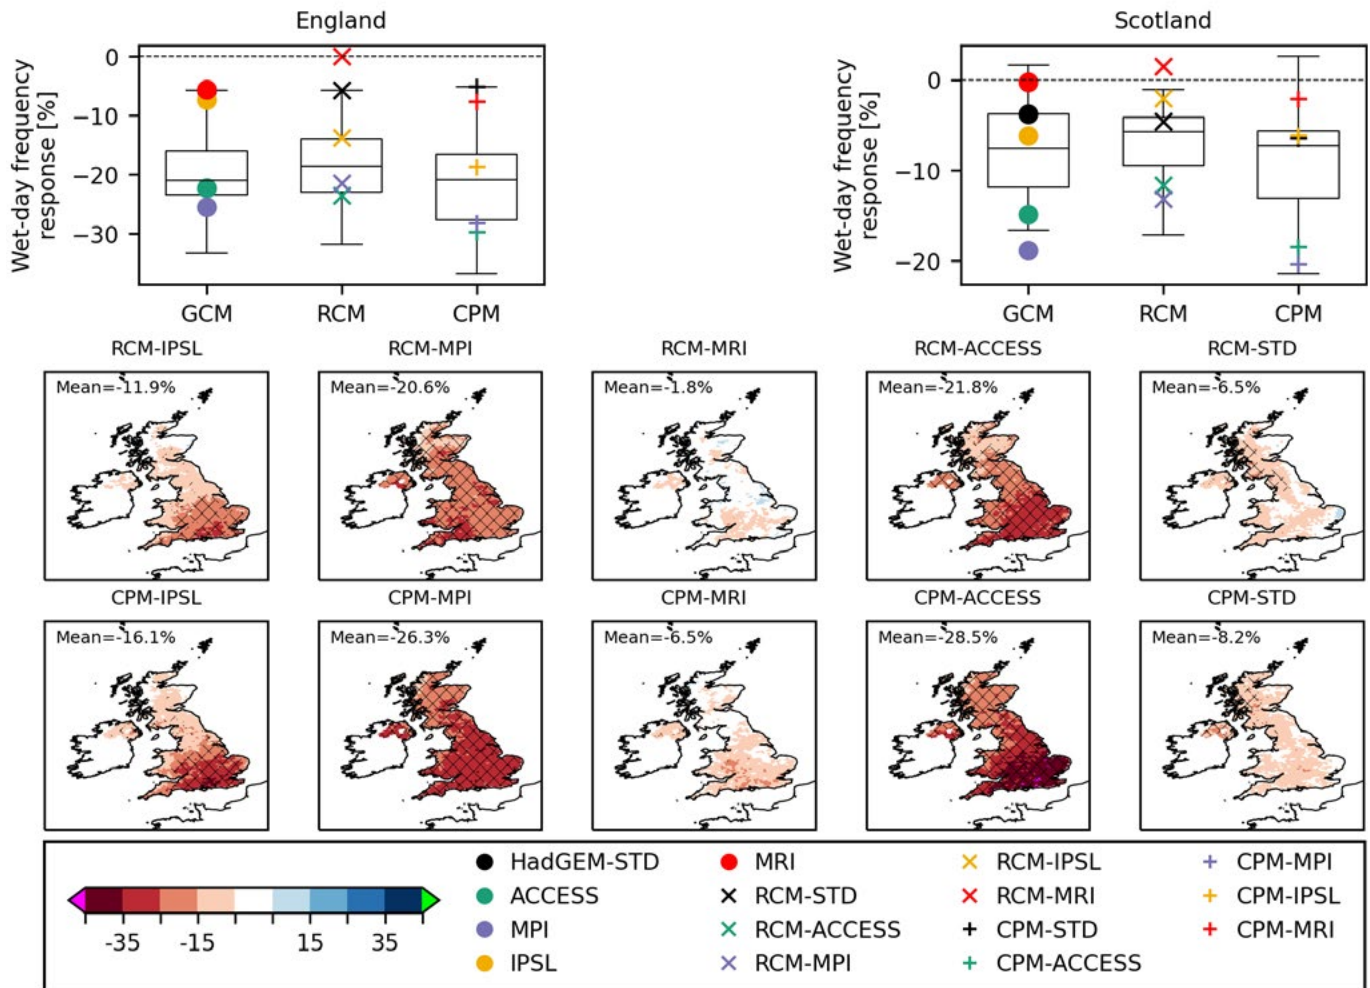 England
Scotland
Wet-day frequency
response [%]
0
−10
−20
−30
GCM
RCM
CPM
Wet-day frequency
response [%]
0
−10
−20
GCM
RCM
CPM
RCM-IPSL
RCM-MPI
RCM-MRI
RCM-ACCESS
RCM-STD
Mean=-11.9%
Mean=-20.6%
Mean=-1.8%
Mean=-21.8%
Mean=-6.5%
CPM-IPSL
CPM-MPI
CPM-MRI
CPM-ACCESS
CPM-STD
Mean=-16.1%
Mean=-26.3%
Mean=-6.5%
Mean=-28.5%
Mean=-8.2%
-35
-15
15
35
HadGEM-STD
ACCESS
MPI
IPSL
MRI
RCM-STD
RCM-ACCESS
RCM-MPI
RCM-IPSL
RCM-MRI
CPM-STD
CPM-ACCESS
CPM-MPI
CPM-IPSL
CPM-MRI